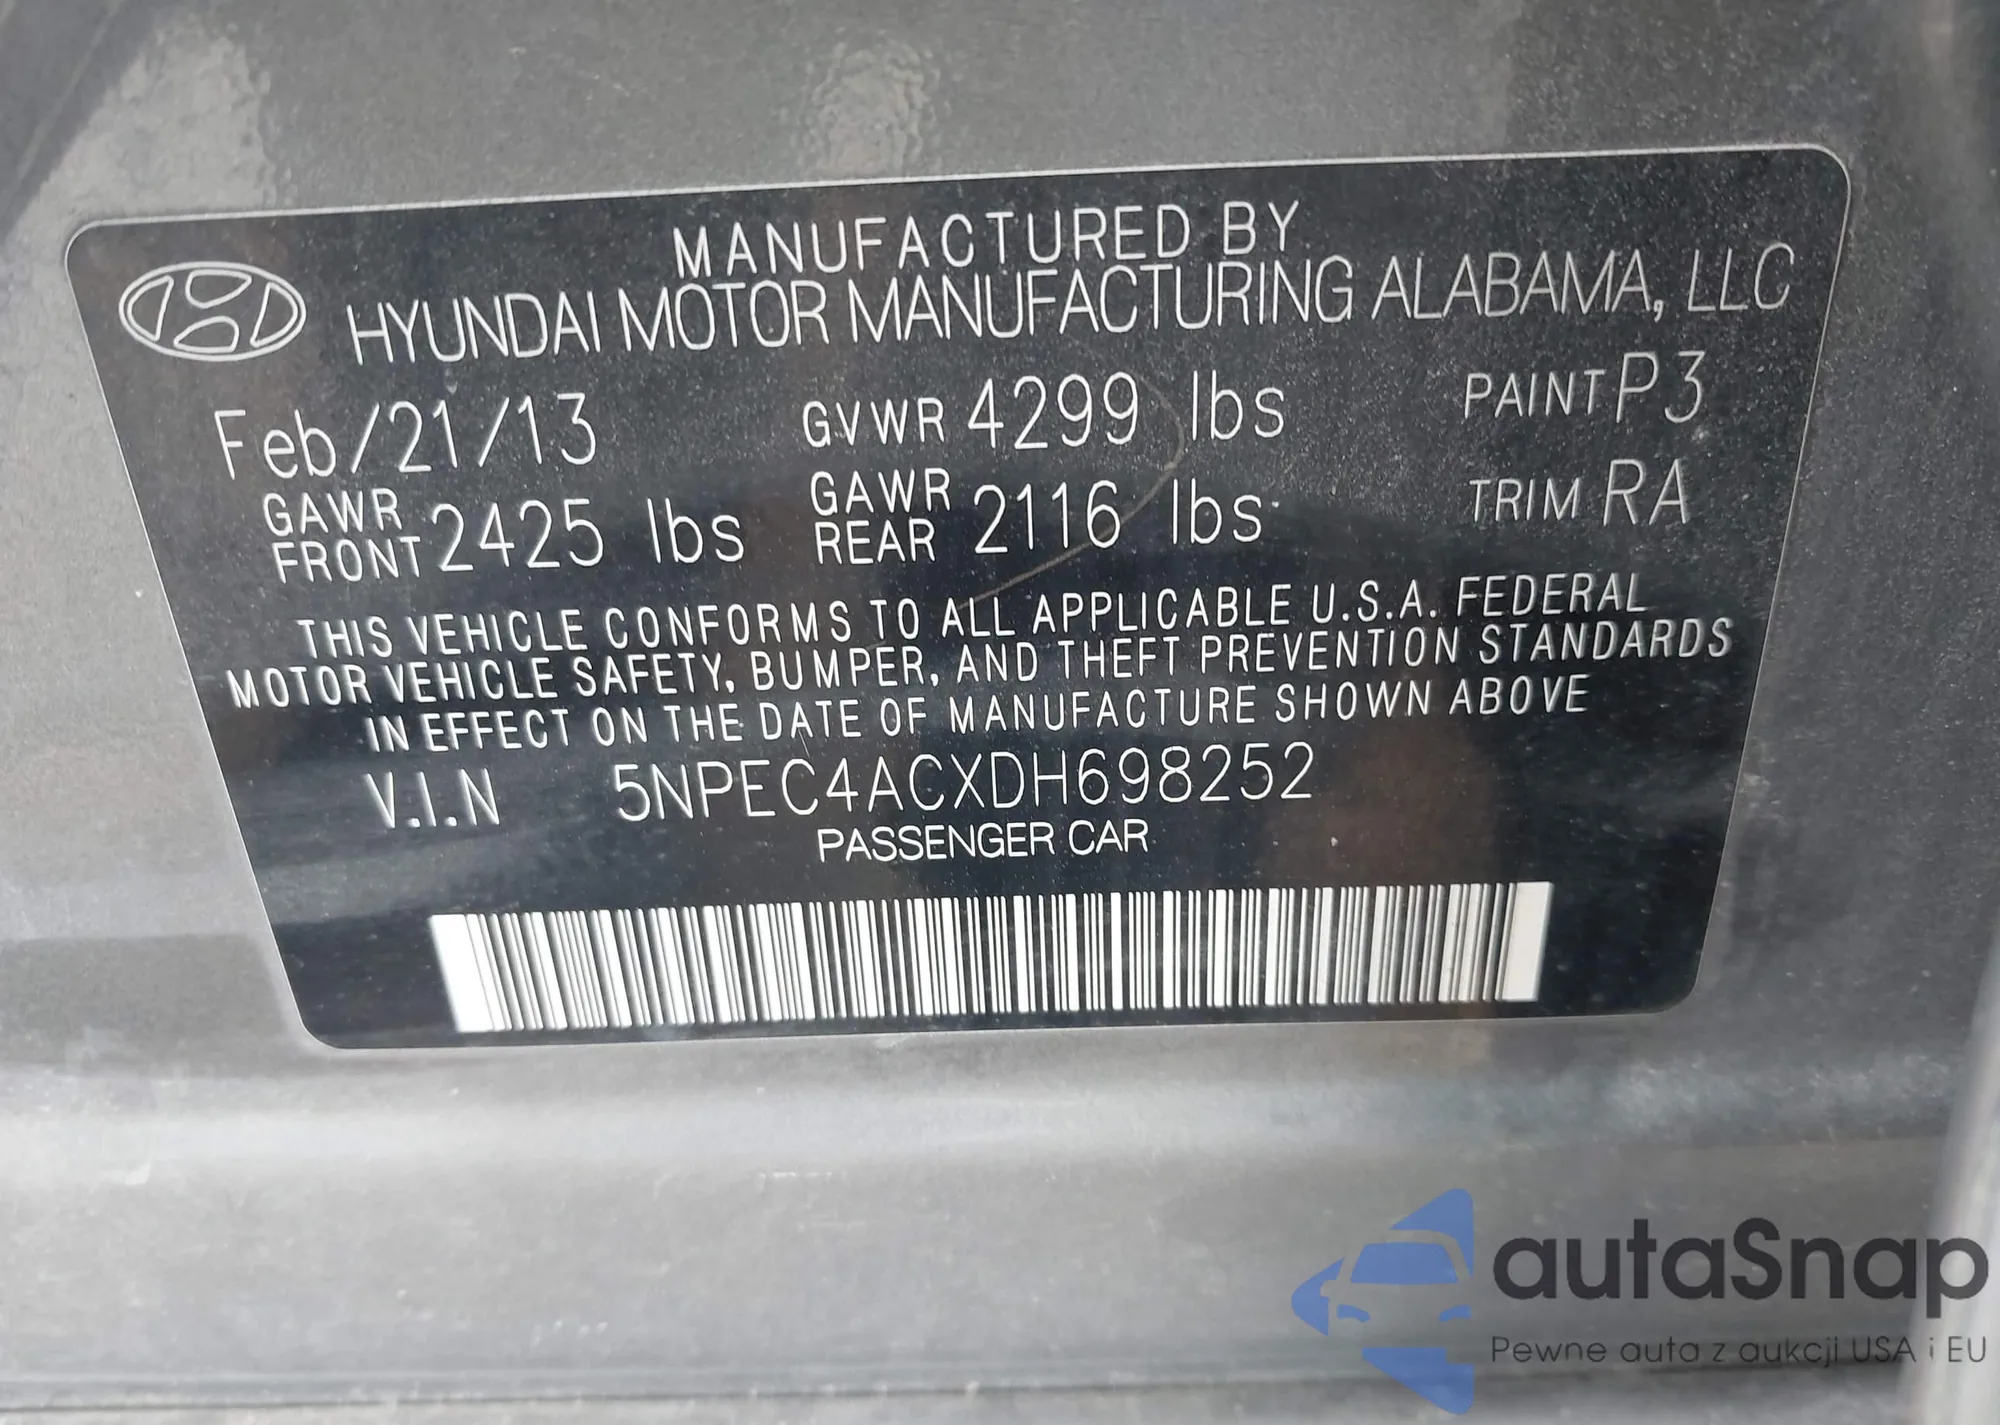 MANUFACTURED BY
HYUNDAI MOTOR MANUFACTURING ALABAMA, LLC
Feb/21/13 GVWR 4299 lbs PAINT P3
GAWR FRONT 2425 lbs GAWR REAR 2116 lbs TRIM RA
THIS VEHICLE CONFORMS TO ALL APPLICABLE U.S.A. FEDERAL
MOTOR VEHICLE SAFETY, BUMPER, AND THEFT PREVENTION STANDARDS
IN EFFECT ON THE DATE OF MANUFACTURE SHOWN ABOVE
V.I.N 5NPEC4ACXDH698252
PASSENGER CAR
autaSnap
Pewne auta z aukcji USA i EU